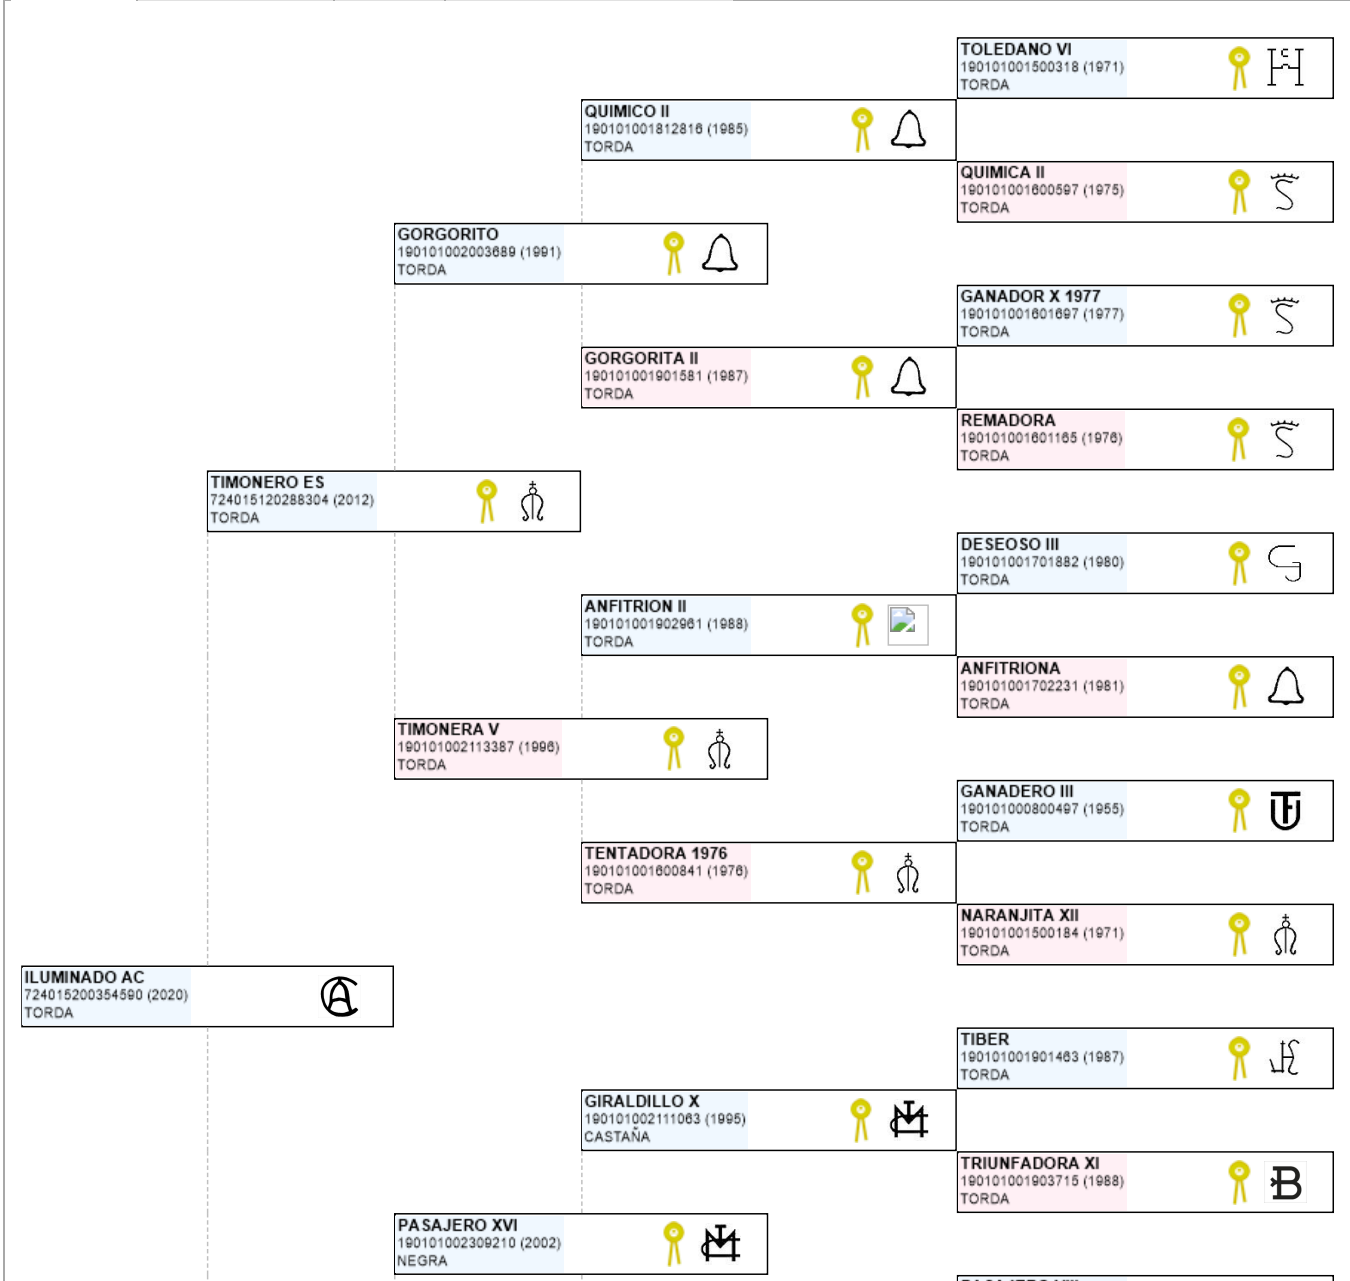 TOLEDANO VI
190101001500318 (1971)
TORDA
QUIMICO II
190101001812816 (1985)
TORDA
QUIMICA II
190101001600597 (1975)
TORDA
GORGORITO
190101002003689 (1991)
TORDA
GANADOR X 1977
190101001601697 (1977)
TORDA
GORGORITA II
190101001901581 (1987)
TORDA
REMADORA
190101001601165 (1976)
TORDA
TIMONERO ES
724015120288304 (2012)
TORDA
DESEOSO III
190101001701882 (1980)
TORDA
ANFITRION II
190101001902961 (1988)
TORDA
ANFITRIONA
190101001702231 (1981)
TORDA
TIMONERA V
190101002113387 (1996)
TORDA
GANADERO III
190101000800497 (1955)
TORDA
TENTADORA 1976
190101001600841 (1976)
TORDA
NARANJITA XII
190101001500184 (1971)
TORDA
ILUMINADO AC
724015200354590 (2020)
TORDA
TIBER
190101001901463 (1987)
TORDA
GIRALDILLO X
190101002111063 (1995)
CASTAÑA
TRIUNFADORA XI
190101001903715 (1988)
TORDA
PASAJERO XVI
190101002309210 (2002)
NEGRA